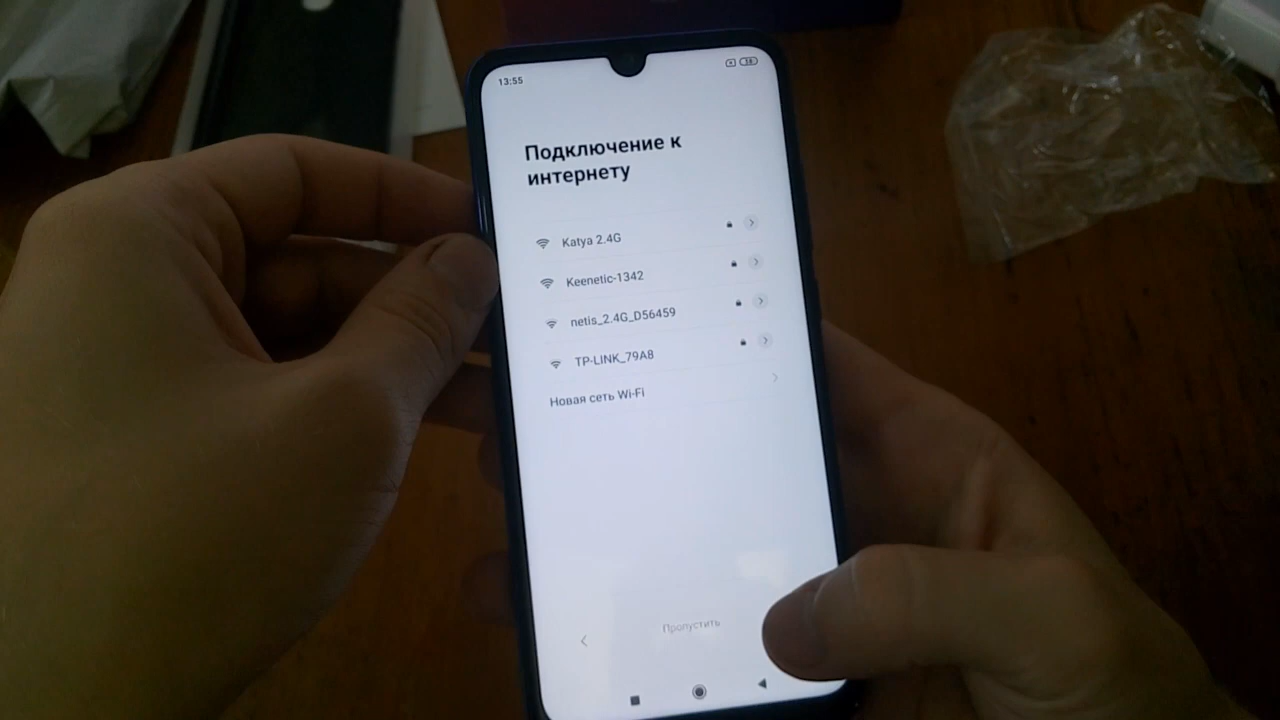 13:55
Подключение к
интернету
Katya 2.4G
Keenetic-1342
netis_2.4G_D56459
TP-LINK_79A8
Новая сеть Wi-Fi
Пропустить